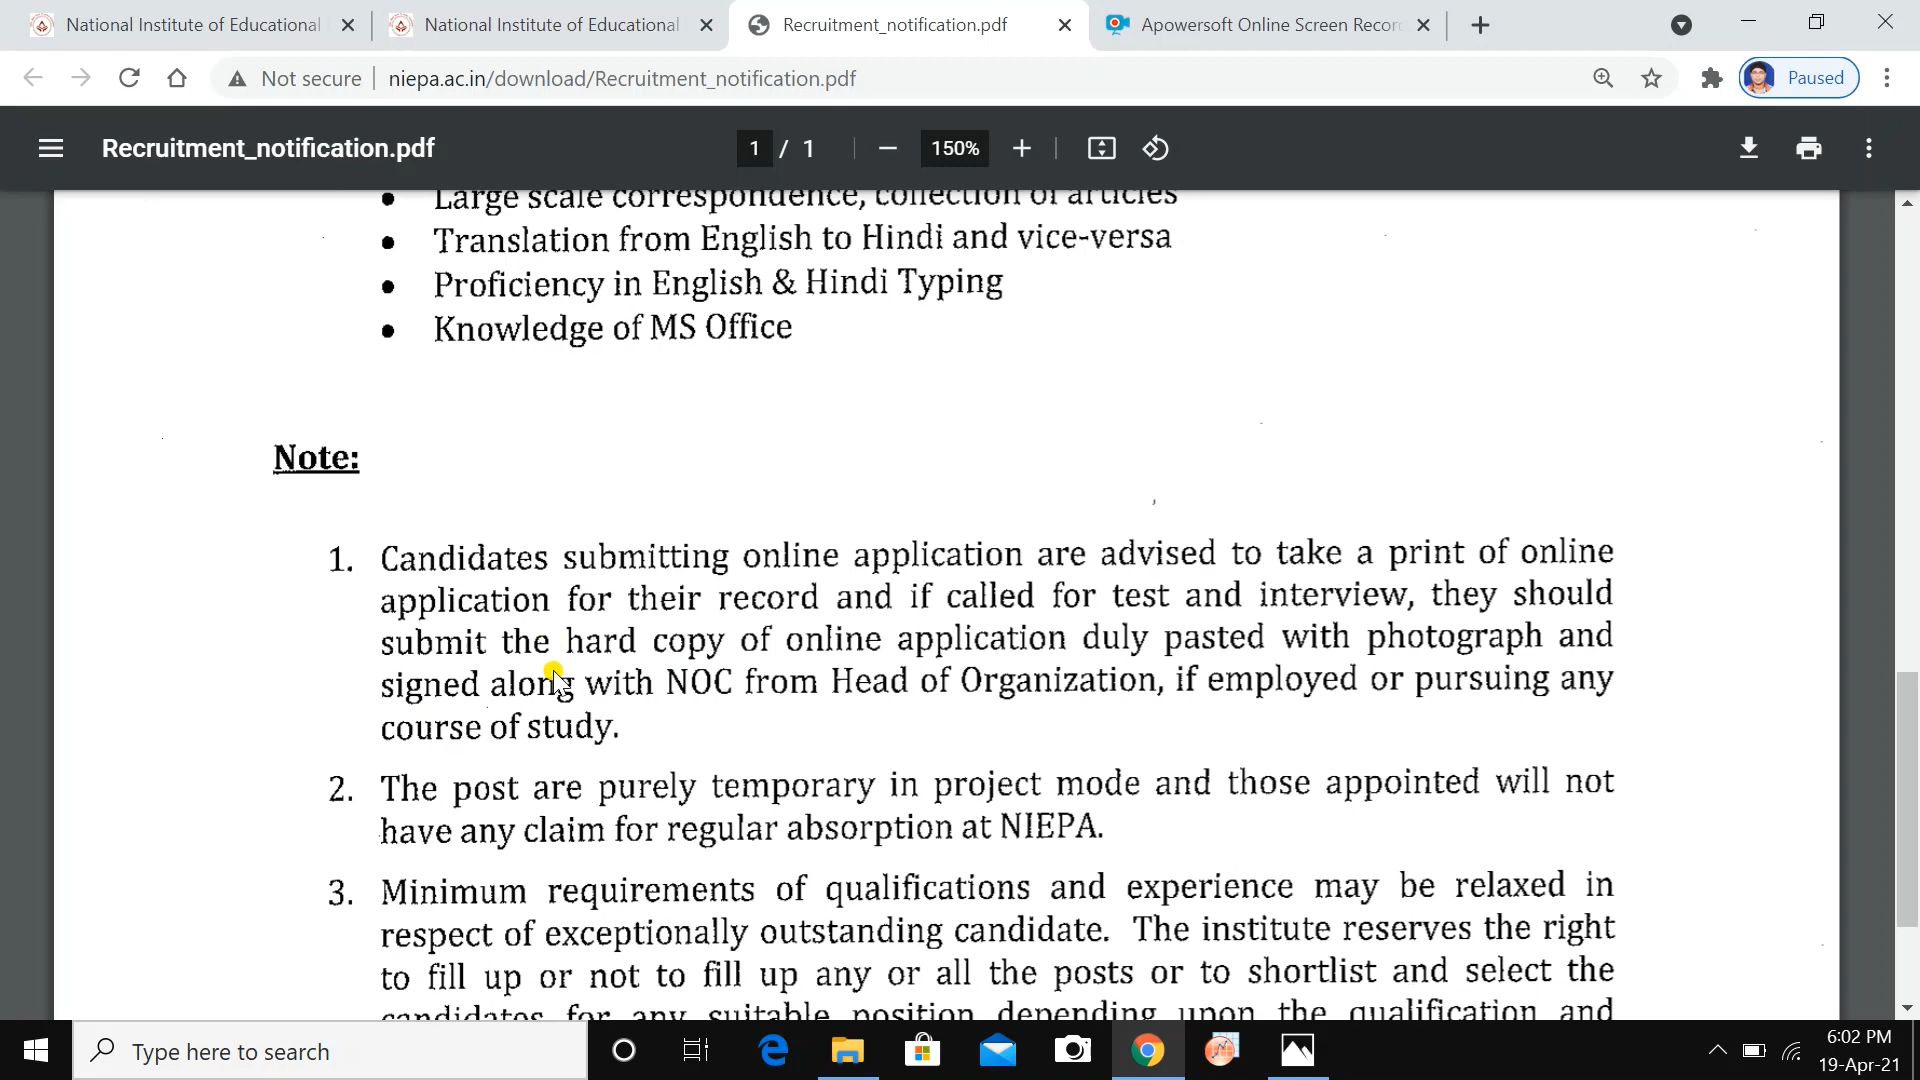 National Institute of Educational
National Institute of Educational
Recruitment_notification.pdf
Apowersoft Online Screen Recor
Not secure
niepa.ac.in/download/Recruitment_notification.pdf
Paused
Recruitment_notification.pdf
1 / 1
150%
• Large scale correspondence, collection of articles
• Translation from English to Hindi and vice-versa
• Proficiency in English & Hindi Typing
• Knowledge of MS Office
Note:
1. Candidates submitting online application are advised to take a print of online
application for their record and if called for test and interview, they should
submit the hard copy of online application duly pasted with photograph and
signed along with NOC from Head of Organization, if employed or pursuing any
course of study.
2. The post are purely temporary in project mode and those appointed will not
have any claim for regular absorption at NIEPA.
3. Minimum requirements of qualifications and experience may be relaxed in
respect of exceptionally outstanding candidate. The institute reserves the right
to fill up or not to fill up any or all the posts or to shortlist and select the
candidates for any suitable position depending upon the qualification and
Type here to search
6:02 PM
19-Apr-21